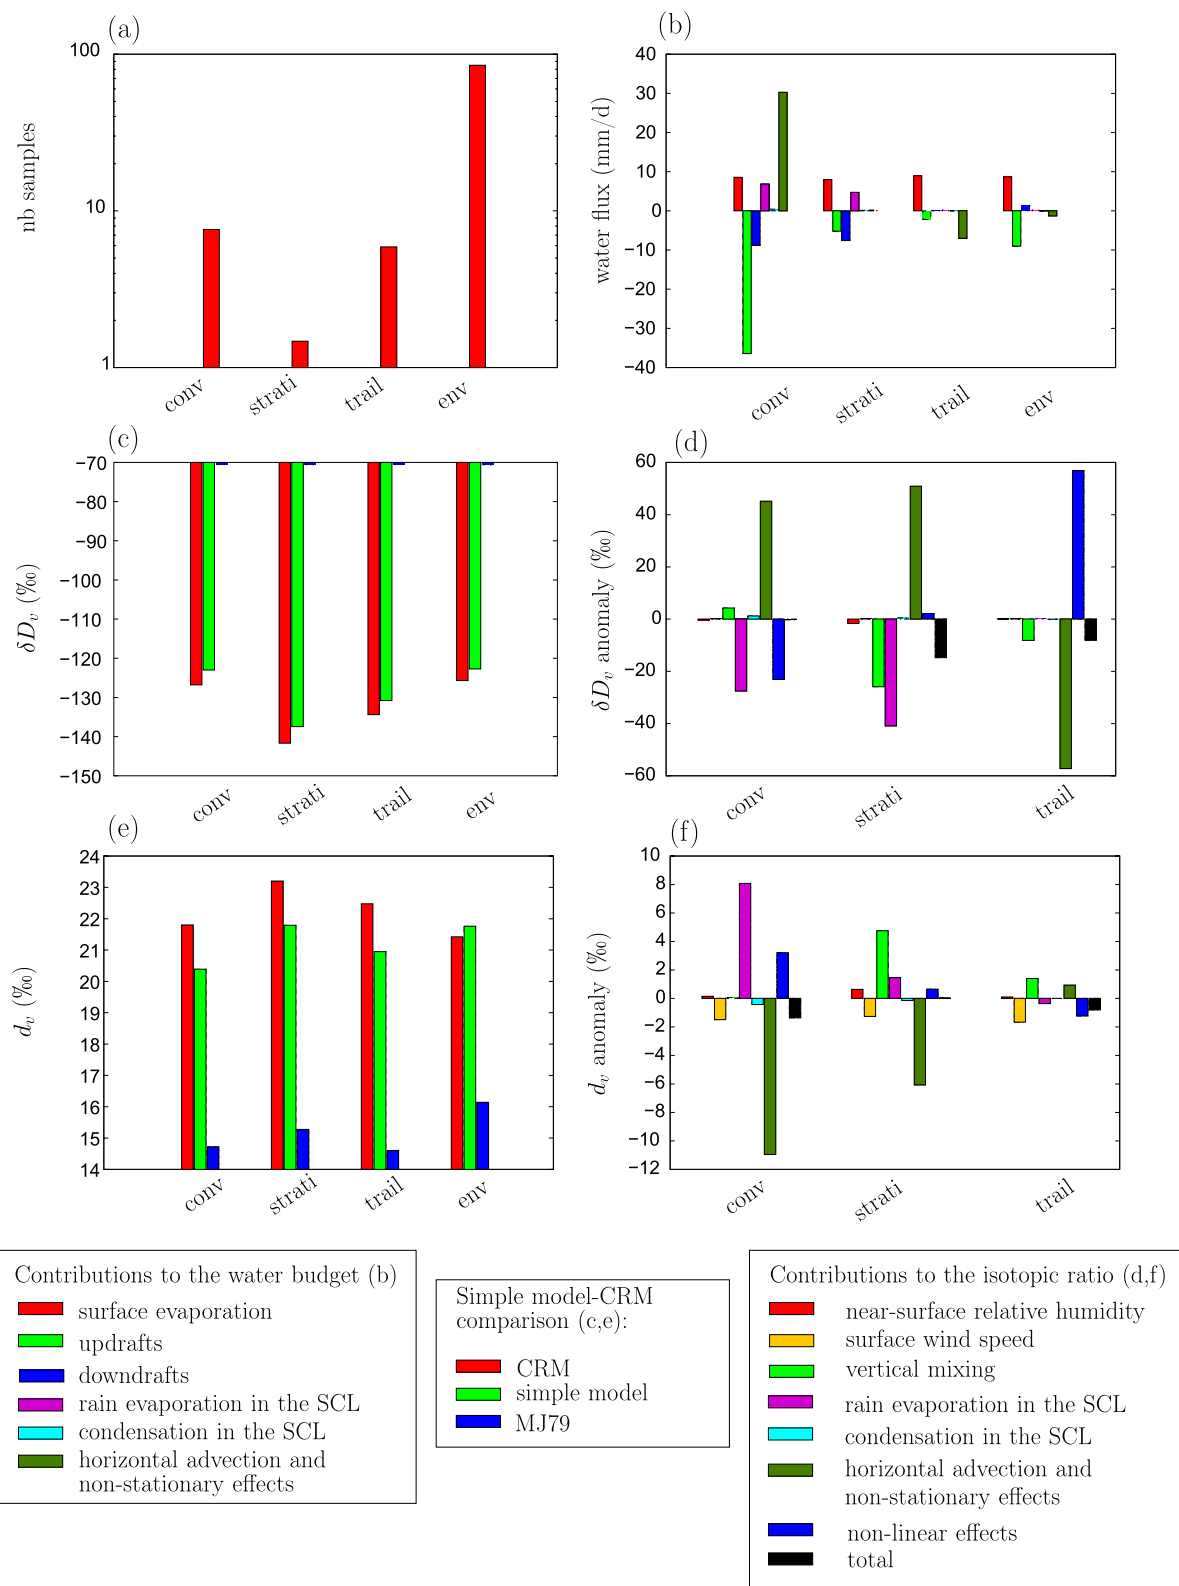 (a)
100
10
1
nb samples
conv
strati
trail
env
(b)
40
30
20
10
0
−10
−20
−30
−40
water flux (mm/d)
conv
strati
trail
env
(c)
−70
−80
−90
−100
−110
−120
−130
−140
−150
δD_v (‰)
conv
strati
trail
env
(d)
60
40
20
0
−20
−40
−60
δD_v anomaly (‰)
conv
strati
trail
(e)
24
23
22
21
20
19
18
17
16
15
14
d_v (‰)
conv
strati
trail
env
(f)
10
8
6
4
2
0
−2
−4
−6
−8
−10
−12
d_v anomaly (‰)
conv
strati
trail
Contributions to the water budget (b)
surface evaporation
updrafts
downdrafts
rain evaporation in the SCL
condensation in the SCL
horizontal advection and
non-stationary effects
Simple model-CRM
comparison (c,e):
CRM
simple model
MJ79
Contributions to the isotopic ratio (d,f)
near-surface relative humidity
surface wind speed
vertical mixing
rain evaporation in the SCL
condensation in the SCL
horizontal advection and
non-stationary effects
non-linear effects
total